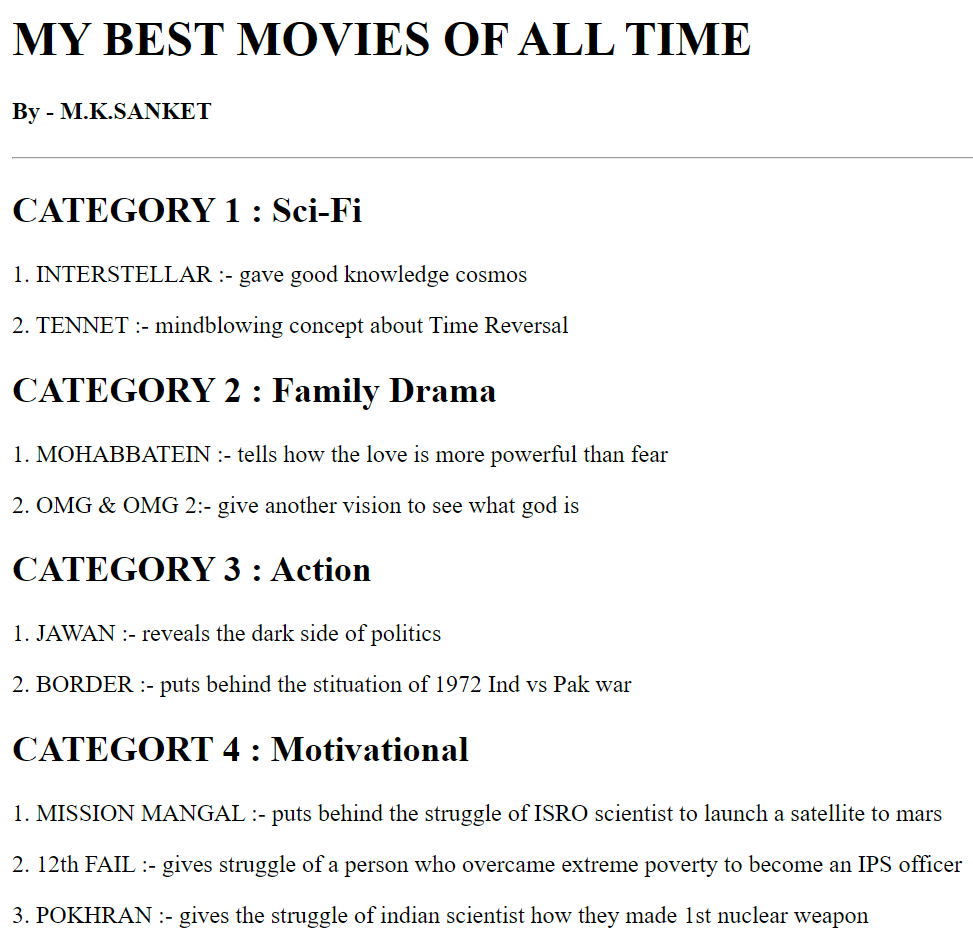 MY BEST MOVIES OF ALL TIME
By - M.K.SANKET
CATEGORY 1 : Sci-Fi
1. INTERSTELLAR :- gave good knowledge cosmos
2. TENNET :- mindblowing concept about Time Reversal
CATEGORY 2 : Family Drama
1. MOHABBATEIN :- tells how the love is more powerful than fear
2. OMG & OMG 2:- give another vision to see what god is
CATEGORY 3 : Action
1. JAWAN :- reveals the dark side of politics
2. BORDER :- puts behind the stituation of 1972 Ind vs Pak war
CATEGORT 4 : Motivational
1. MISSION MANGAL :- puts behind the struggle of ISRO scientist to launch a satellite to mars
2. 12th FAIL :- gives struggle of a person who overcame extreme poverty to become an IPS officer
3. POKHRAN :- gives the struggle of indian scientist how they made 1st nuclear weapon